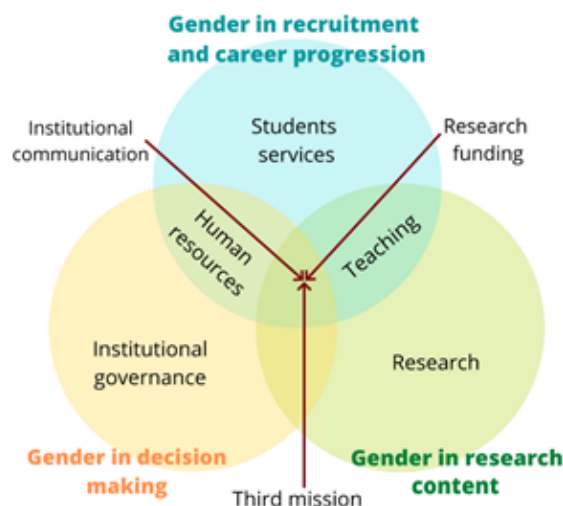 Gender in recruitment
and career progression
Institutional
communication
Students
services
Research
funding
Human
resources
Teaching
Institutional
governance
Research
Gender in decision
making
Gender in research
content
Third mission